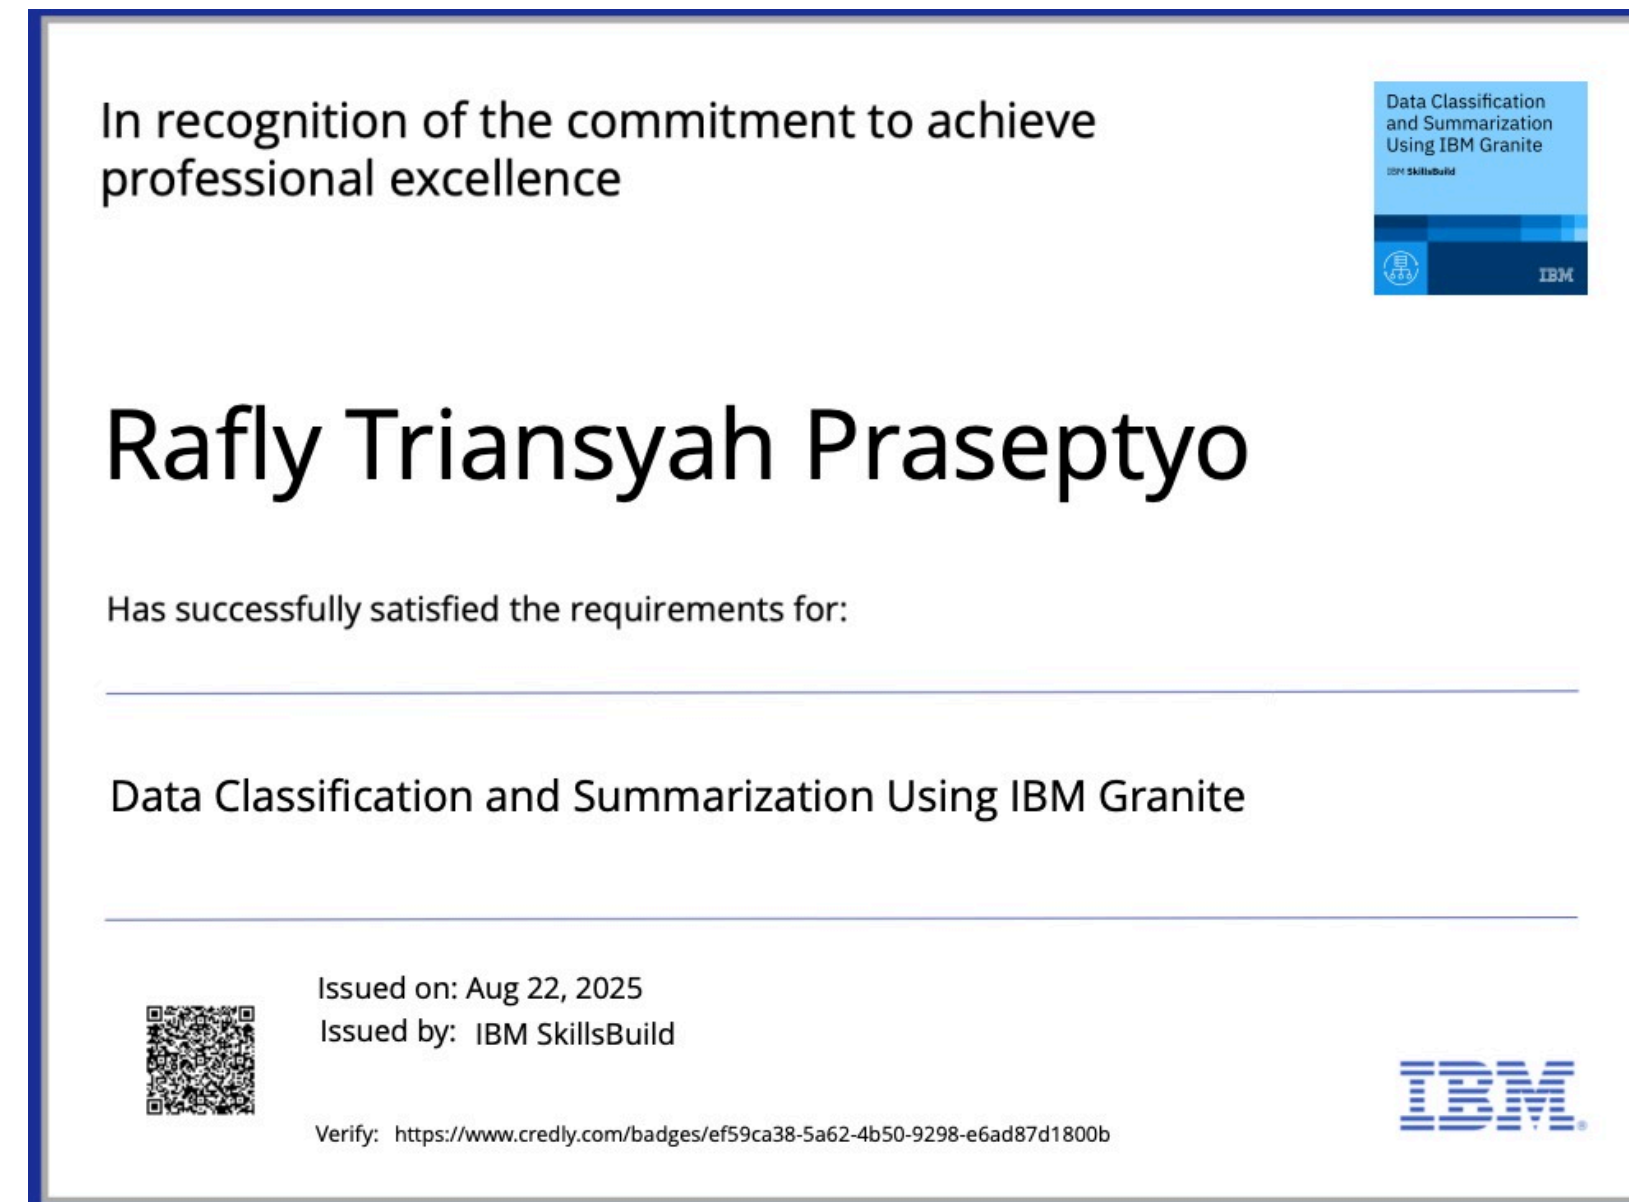 In recognition of the commitment to achieve
professional excellence
Data Classification
and Summarization
Using IBM Granite
IBM SkillsBuild
IBM
Rafly Triansyah Praseptyo
Has successfully satisfied the requirements for:
Data Classification and Summarization Using IBM Granite
Issued on: Aug 22, 2025
Issued by: IBM SkillsBuild
Verify: https://www.credly.com/badges/ef59ca38-5a62-4b50-9298-e6ad87d1800b
IBM®